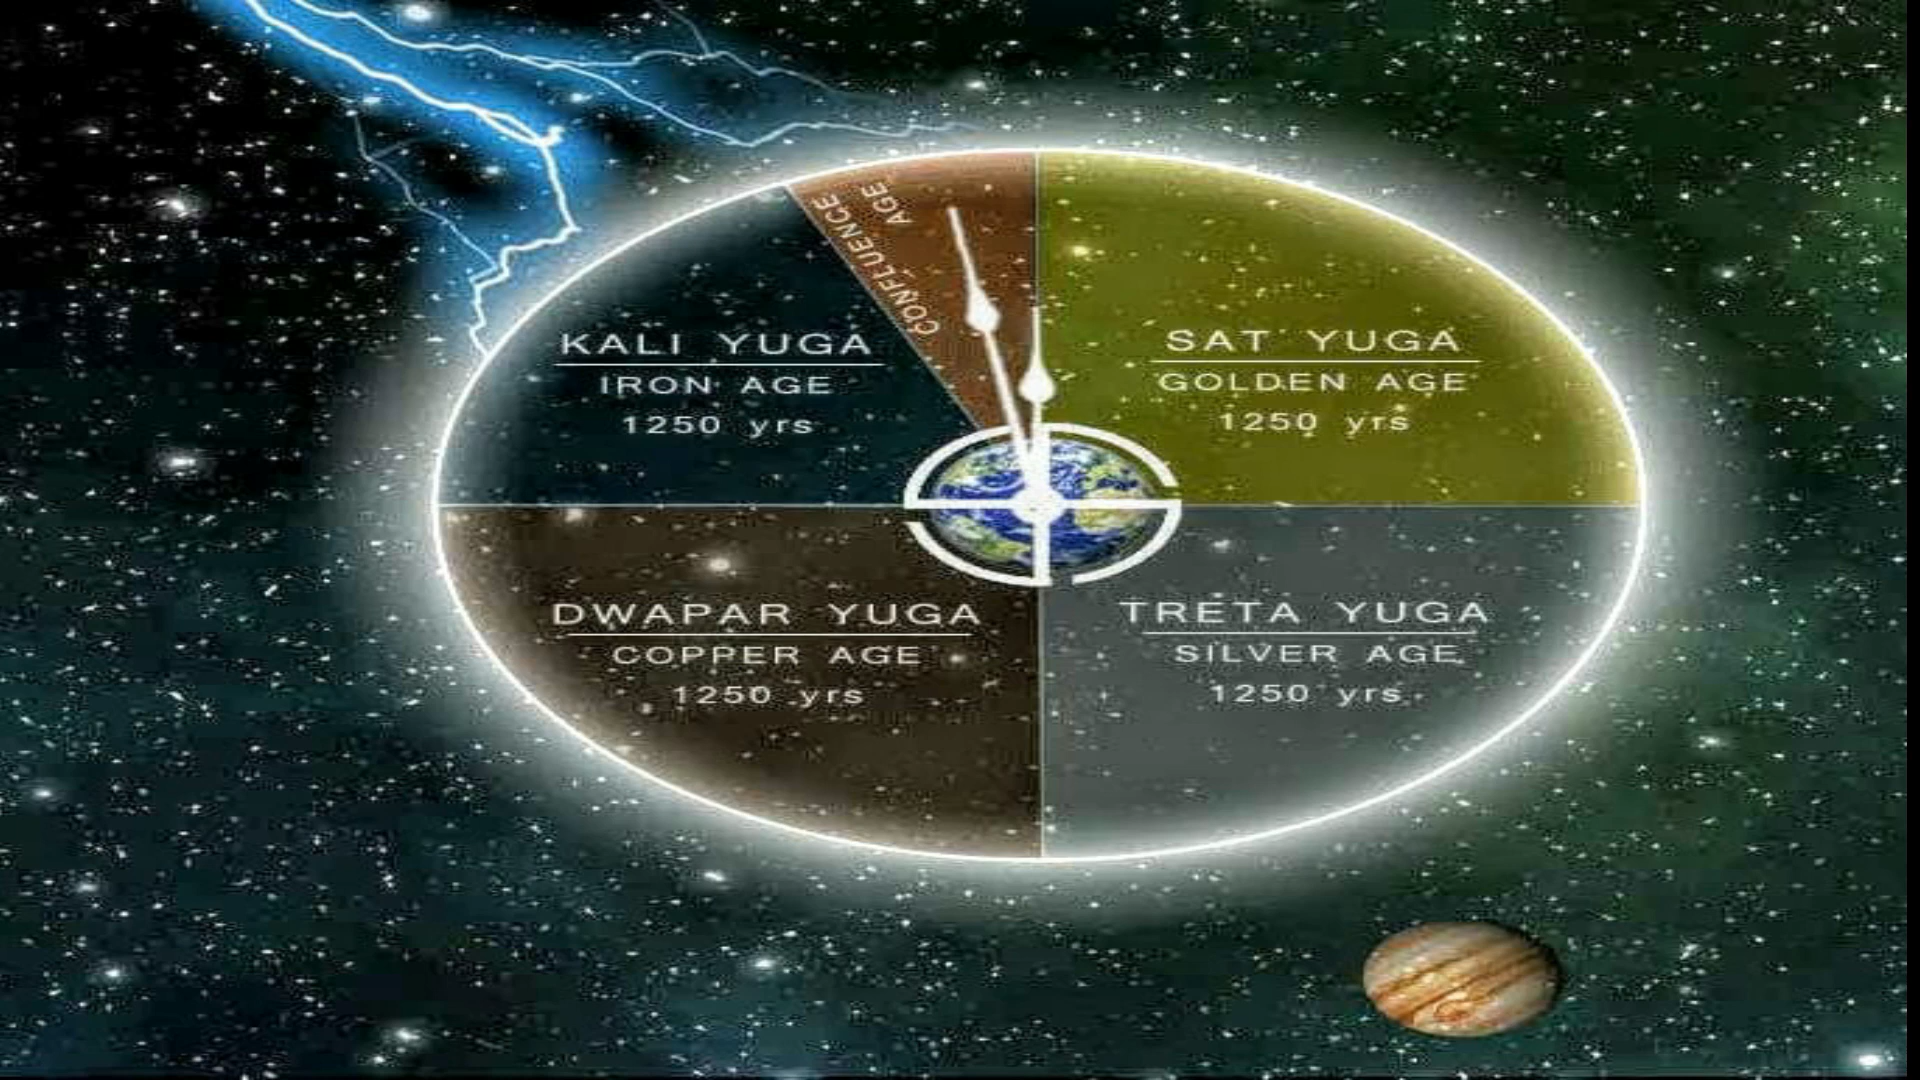 CONFLUENCE
AGE
KALI YUGA
IRON AGE
1250 yrs
SAT YUGA
GOLDEN AGE
1250 yrs
DWAPAR YUGA
COPPER AGE
1250 yrs
TRETA YUGA
SILVER AGE
1250 yrs